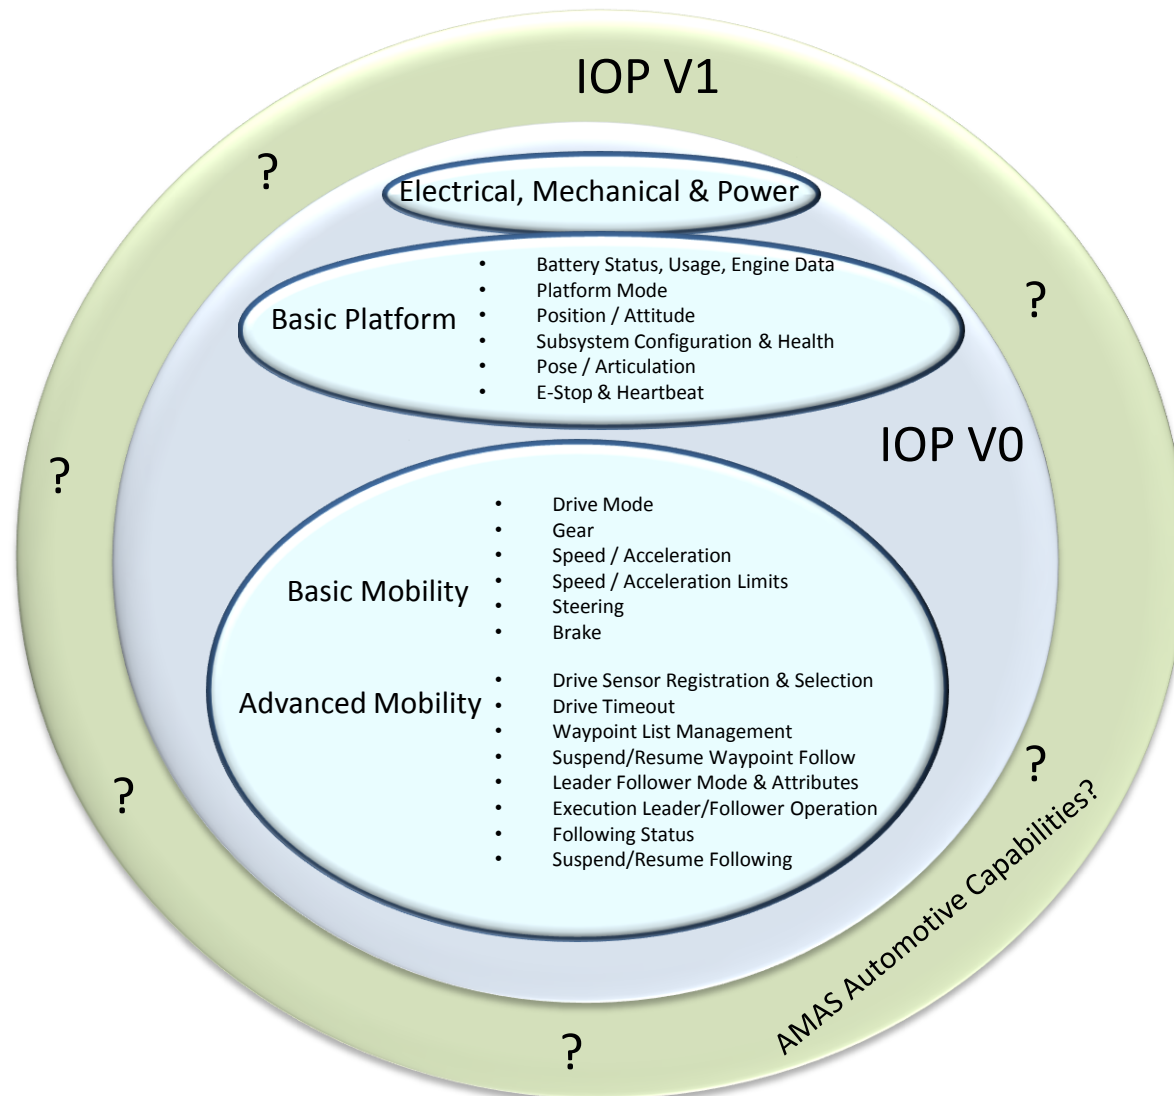 IOP V1
?
Electrical, Mechanical & Power
• Battery Status, Usage, Engine Data
• Platform Mode
?
Basic Platform
• Position / Attitude
• Subsystem Configuration & Health
• Pose / Articulation
• E-Stop & Heartbeat
IOP V0
?
• Drive Mode
• Gear
• Speed / Acceleration
• Speed / Acceleration Limits
Basic Mobility
• Steering
• Brake
• Drive Sensor Registration & Selection
Advanced Mobility
• Drive Timeout
• Waypoint List Management
• Suspend/Resume Waypoint Follow
?
• Leader Follower Mode & Attributes
?
• Execution Leader/Follower Operation
• Following Status
• Suspend/Resume Following
AMAS Automotive Capabilities?
?